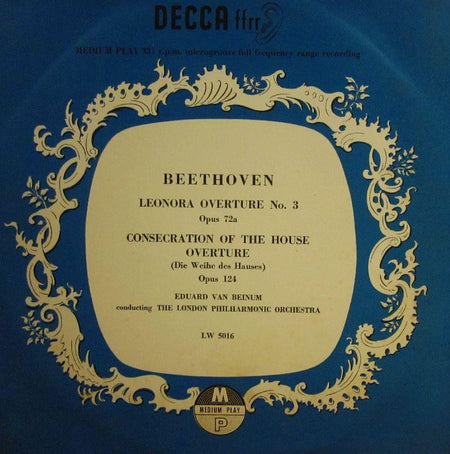 DECCA ffrr
MEDIUM PLAY 33⅓ r.p.m. microgroove full frequency range recording
BEETHOVEN
LEONORA OVERTURE No. 3
Opus 72a
CONSECRATION OF THE HOUSE
OVERTURE
(Die Weihe des Hauses)
Opus 124
EDUARD VAN BEINUM
conducting THE LONDON PHILHARMONIC ORCHESTRA
LW 5016
M
MEDIUM PLAY
P